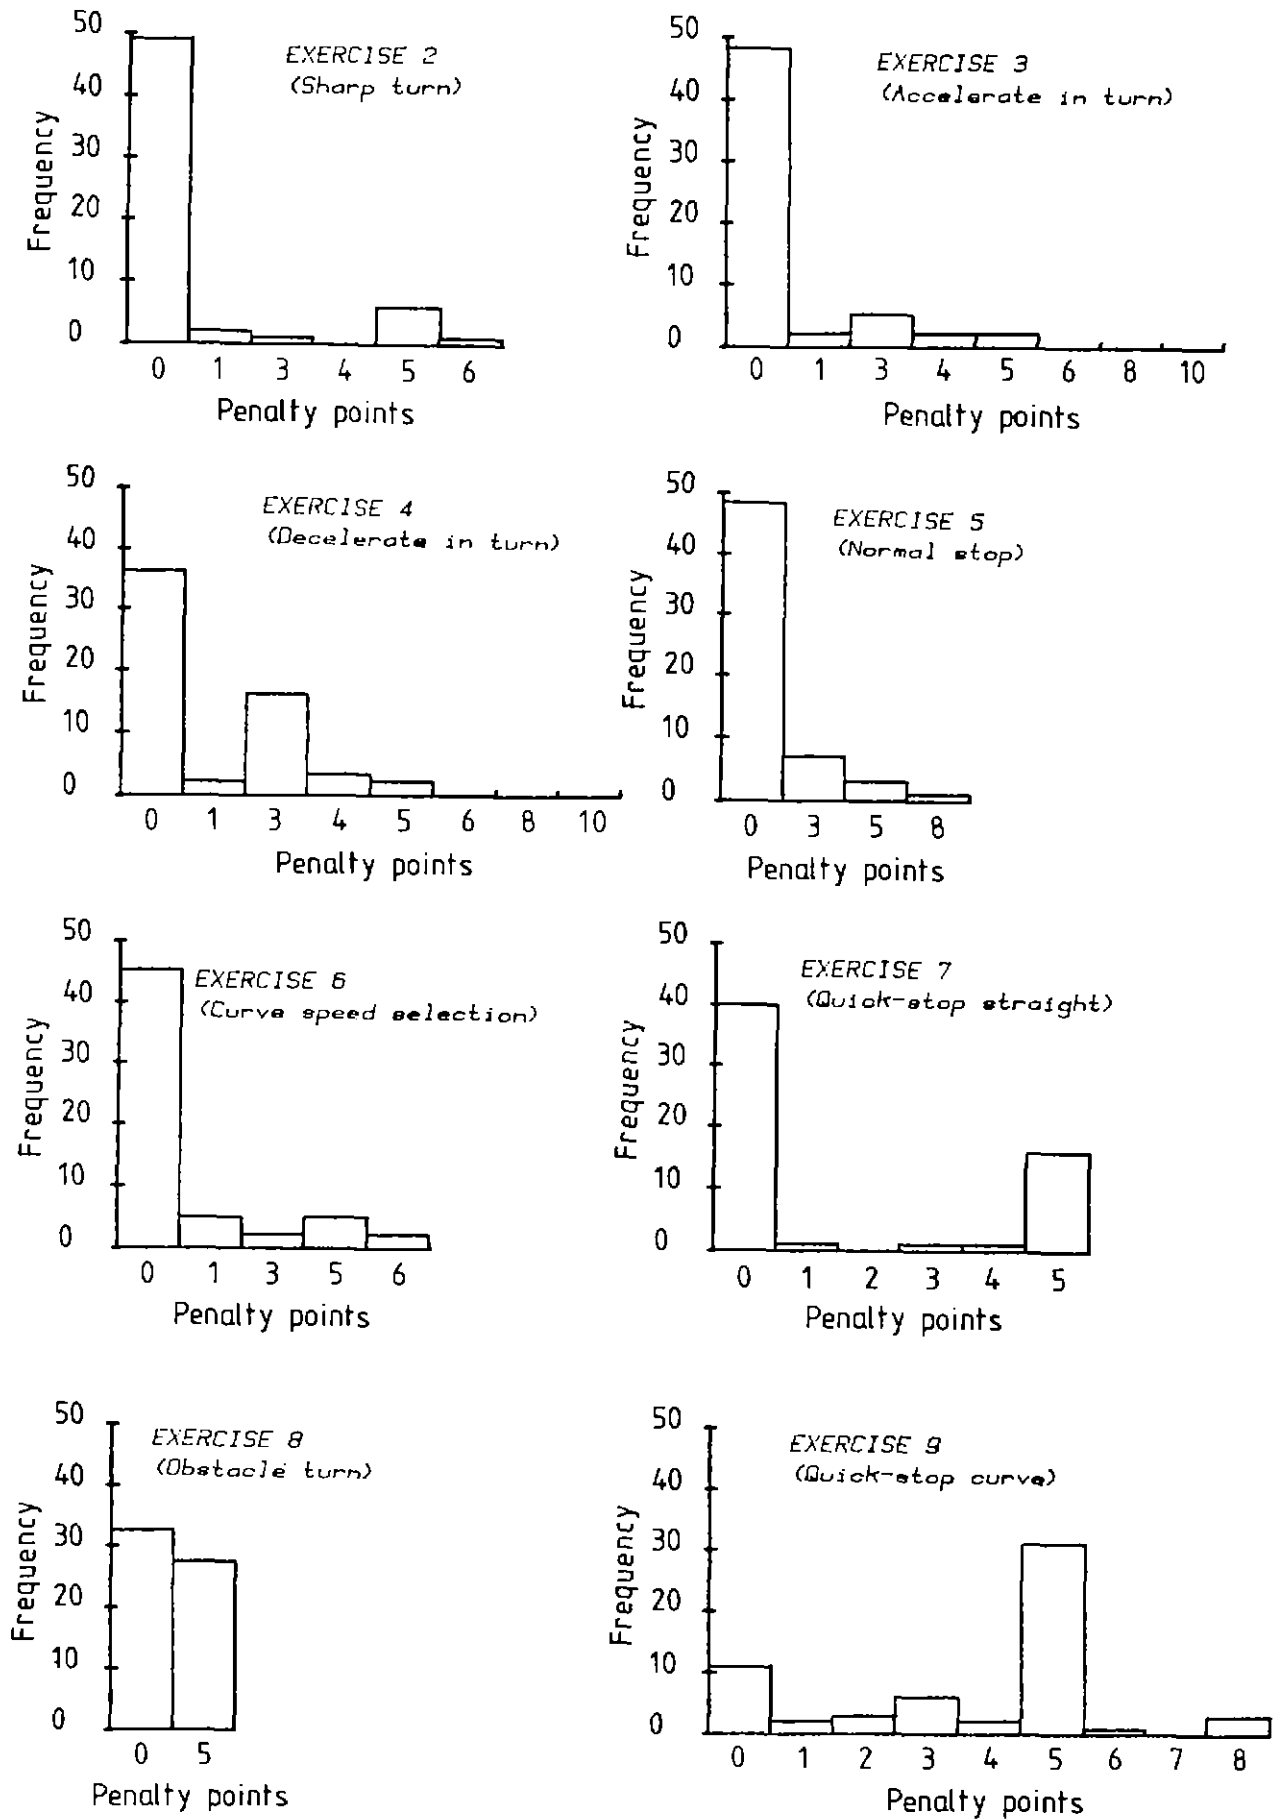 EXERCISE 2
(Sharp turn)
50
40
30
20
10
0
Frequency
0 1 3 4 5 6
Penalty points
EXERCISE 3
(Accelerate in turn)
50
40
30
20
10
0
Frequency
0 1 3 4 5 6 8 10
Penalty points
EXERCISE 4
(Decelerate in turn)
50
40
30
20
10
0
Frequency
0 1 3 4 5 6 8 10
Penalty points
EXERCISE 5
(Normal stop)
50
40
30
20
10
0
Frequency
0 3 5 8
Penalty points
EXERCISE 6
(Curve speed selection)
50
40
30
20
10
0
Frequency
0 1 3 5 6
Penalty points
EXERCISE 7
(Quick-stop straight)
50
40
30
20
10
0
Frequency
0 1 2 3 4 5
Penalty points
EXERCISE 8
(Obstacle turn)
50
40
30
20
10
0
Frequency
0 5
Penalty points
EXERCISE 9
(Quick-stop curve)
50
40
30
20
10
0
Frequency
0 1 2 3 4 5 6 7 8
Penalty points